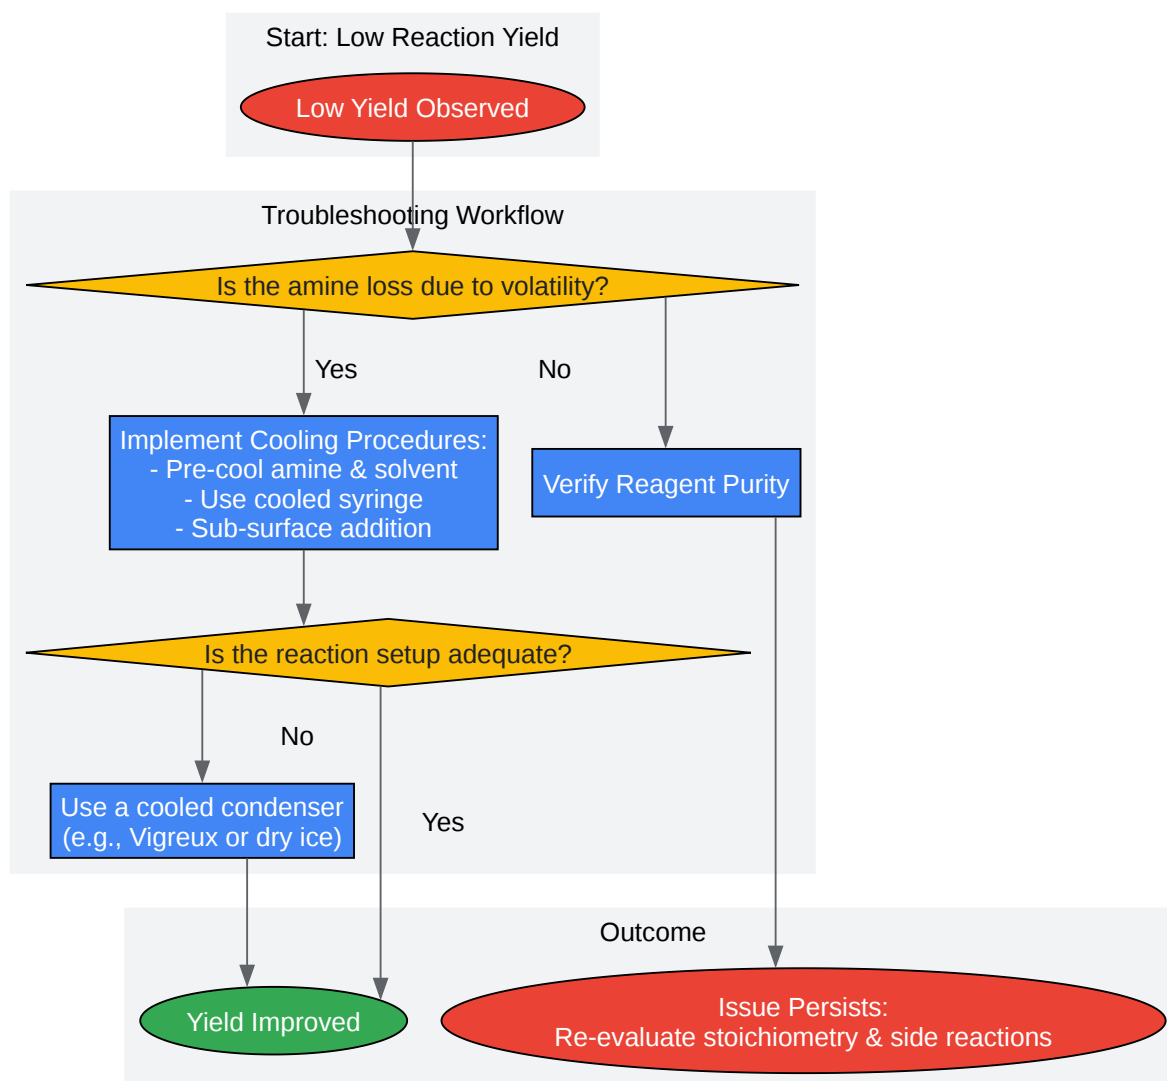 Start: Low Reaction Yield
Low Yield Observed
Troubleshooting Workflow
Is the amine loss due to volatility?
Yes
No
Implement Cooling Procedures:
- Pre-cool amine & solvent
- Use cooled syringe
- Sub-surface addition
Verify Reagent Purity
Is the reaction setup adequate?
No
Yes
Use a cooled condenser
(e.g., Vigreux or dry ice)
Outcome
Yield Improved
Issue Persists:
Re-evaluate stoichiometry & side reactions